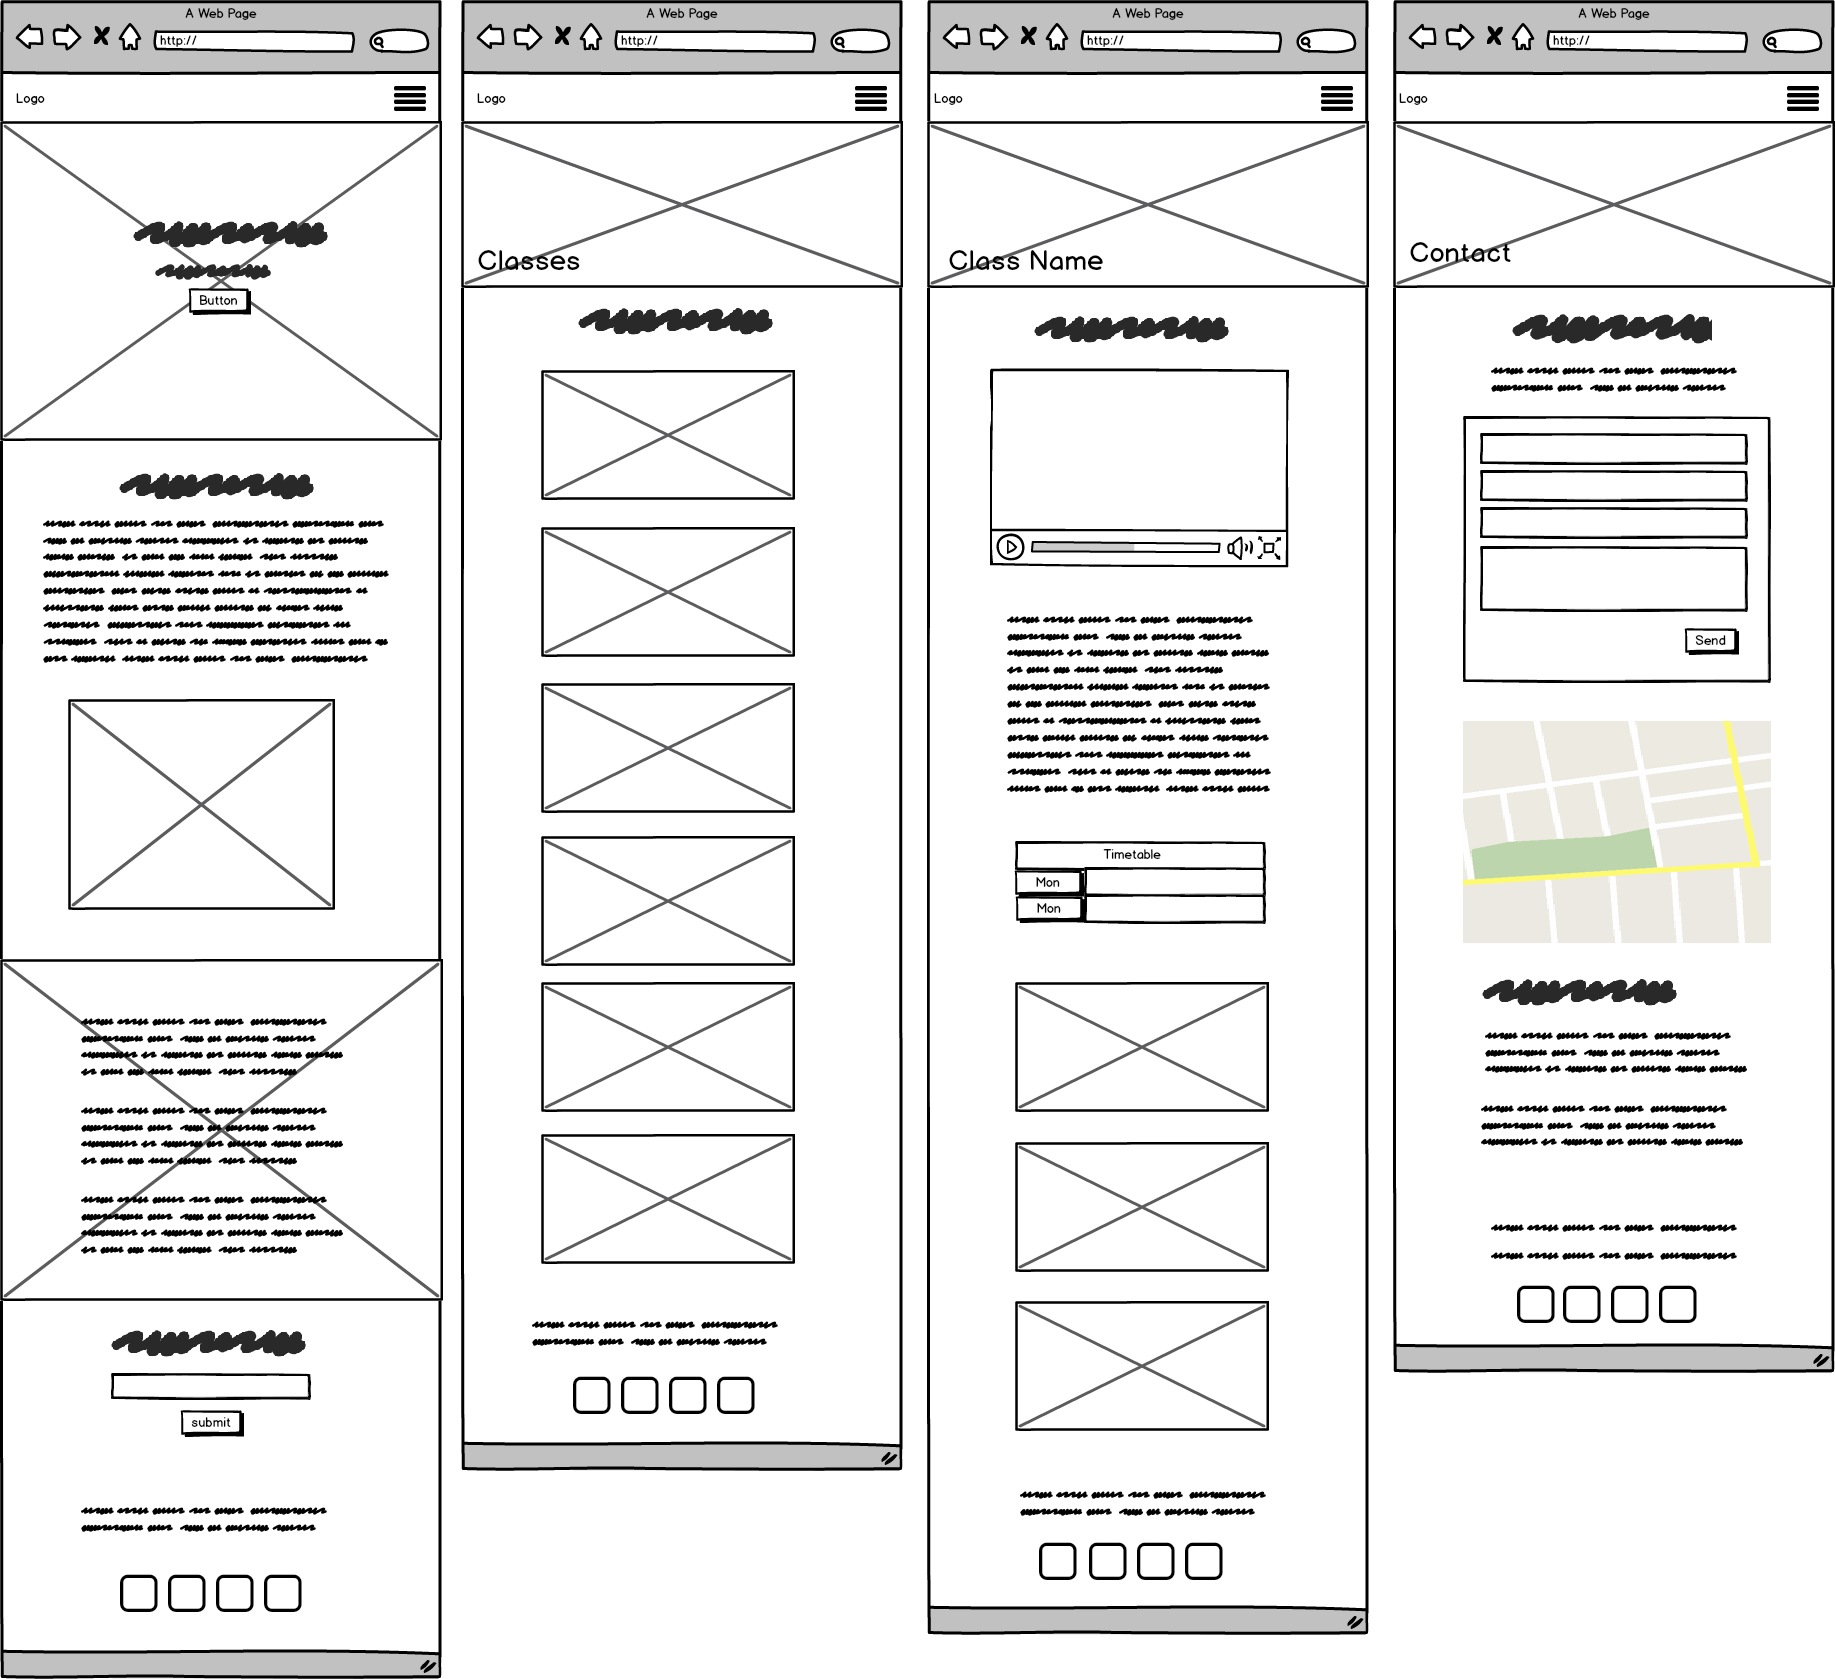 A Web Page
http://
Logo
Button
submit
A Web Page
http://
Logo
Classes
A Web Page
http://
Logo
Class Name
Timetable
Mon
Mon
A Web Page
http://
Logo
Contact
Send